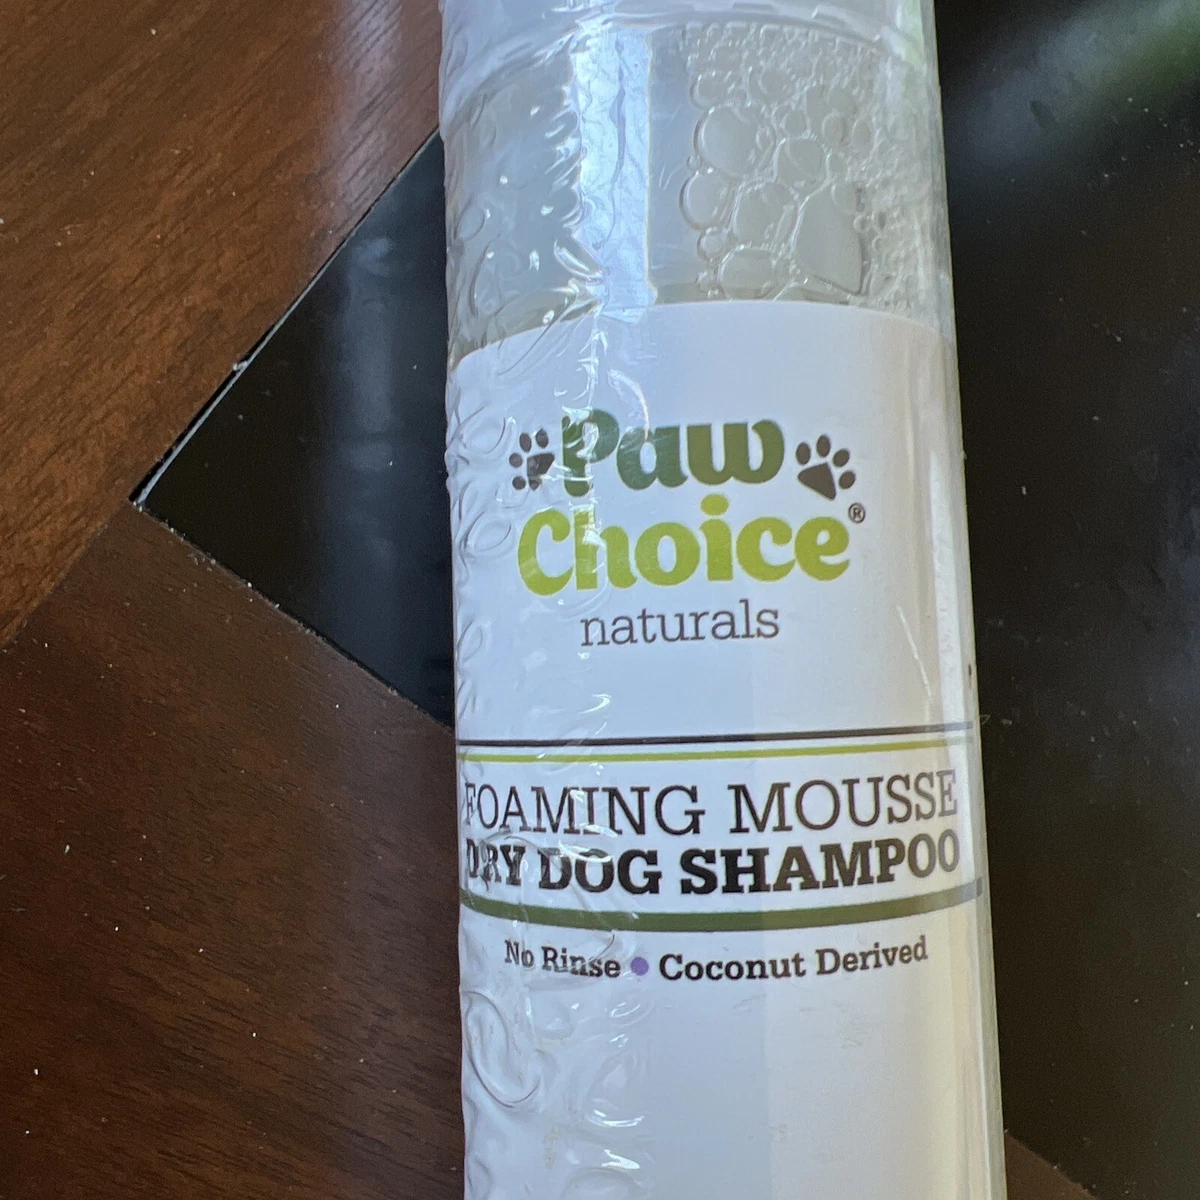 Paw
Choice®
naturals
FOAMING MOUSSE
DRY DOG SHAMPOO
No Rinse • Coconut Derived